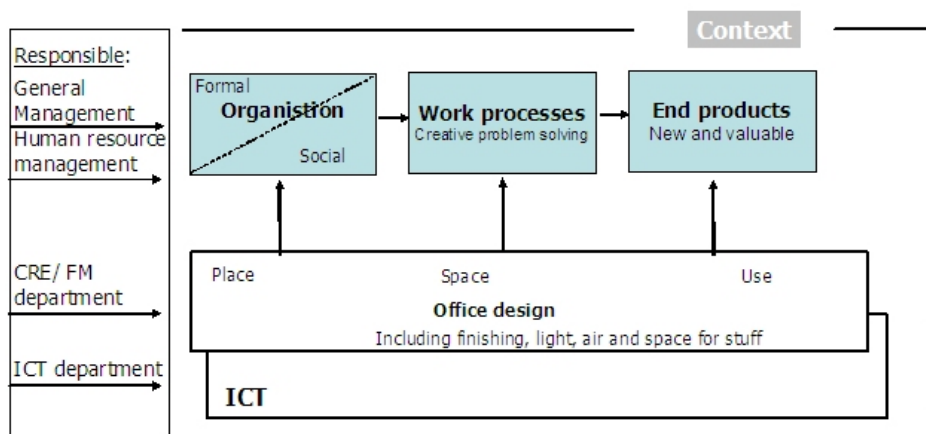 Context
Responsible:
General
Management
Human resource
management
CRE/ FM
department
ICT department
Formal
Organistion
Social
Work processes
Creative problem solving
End products
New and valuable
Place Space Use
Office design
Including finishing, light, air and space for stuff
ICT